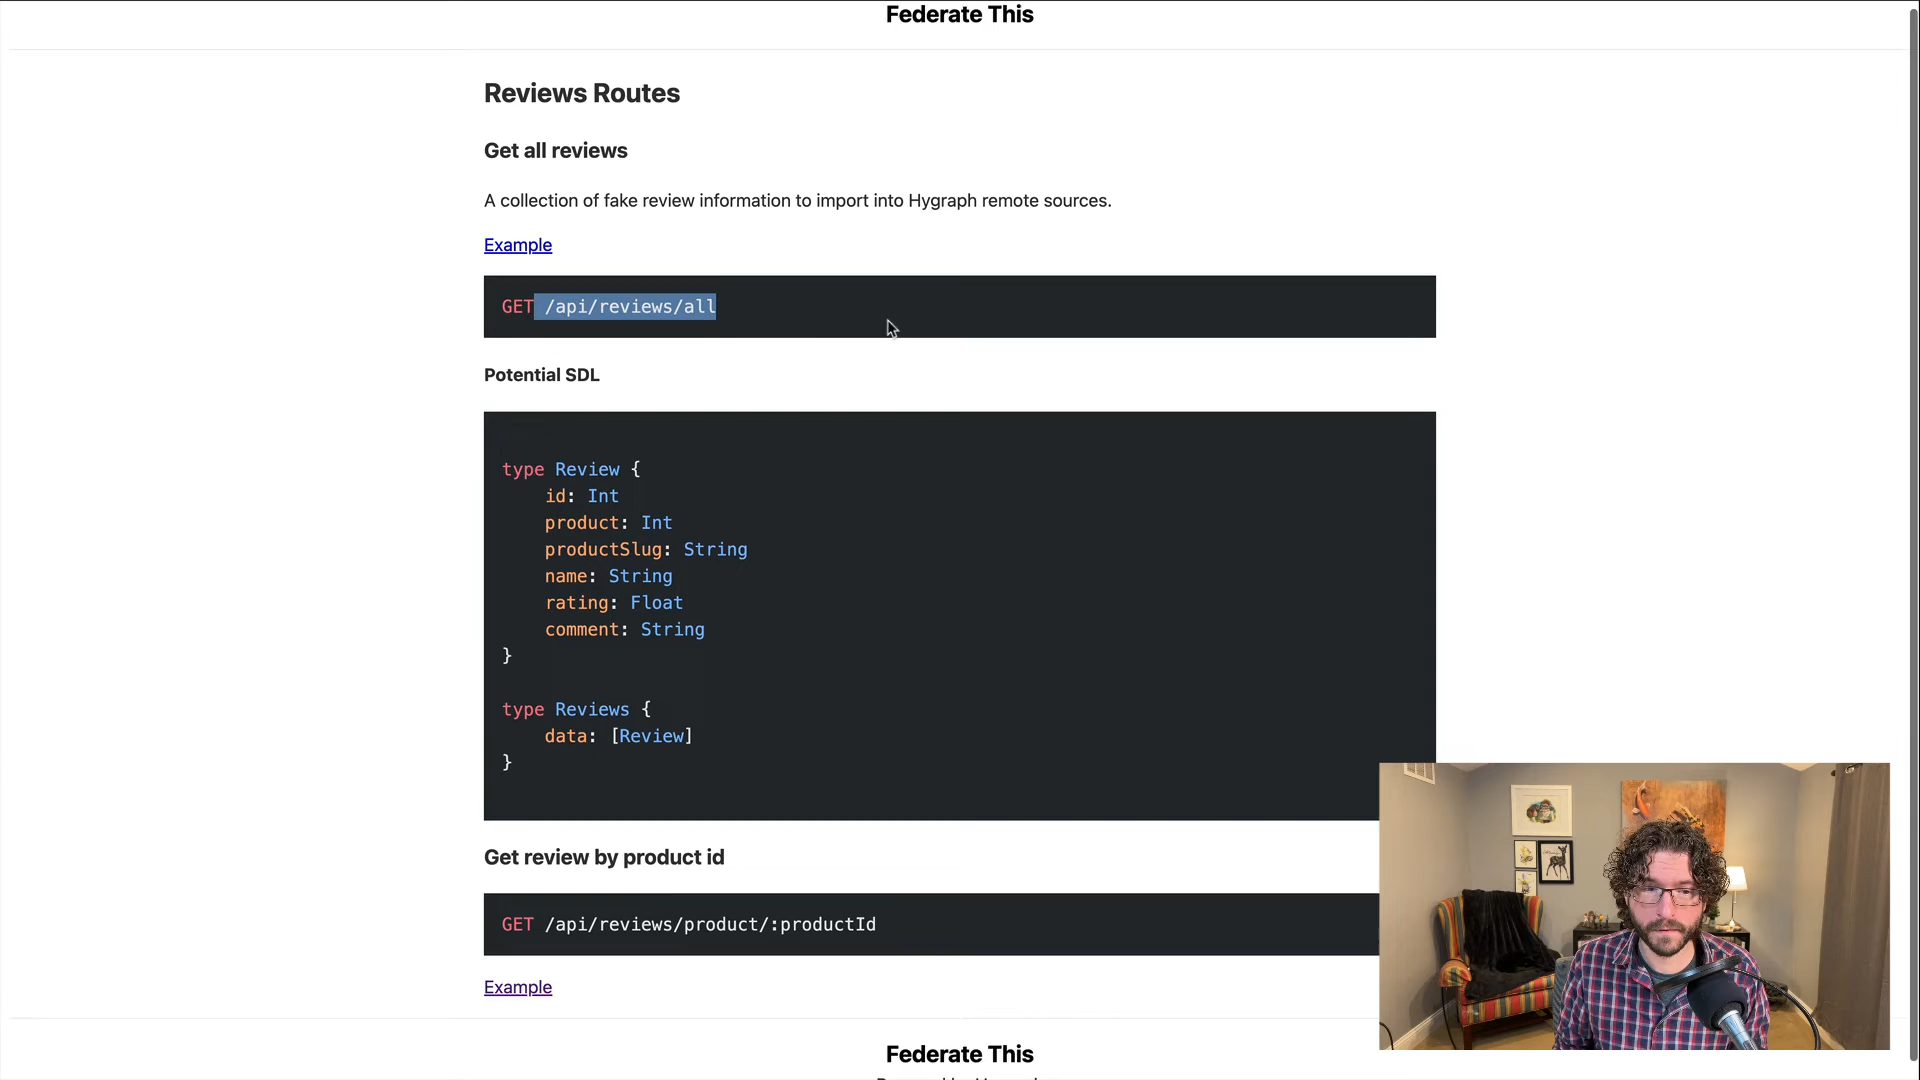 Federate This
Reviews Routes
Get all reviews
A collection of fake review information to import into Hygraph remote sources.
Example
GET /api/reviews/all
Potential SDL
type Review {
    id: Int
    product: Int
    productSlug: String
    name: String
    rating: Float
    comment: String
}
type Reviews {
    data: [Review]
}
Get review by product id
GET /api/reviews/product/:productId
Example
Federate This